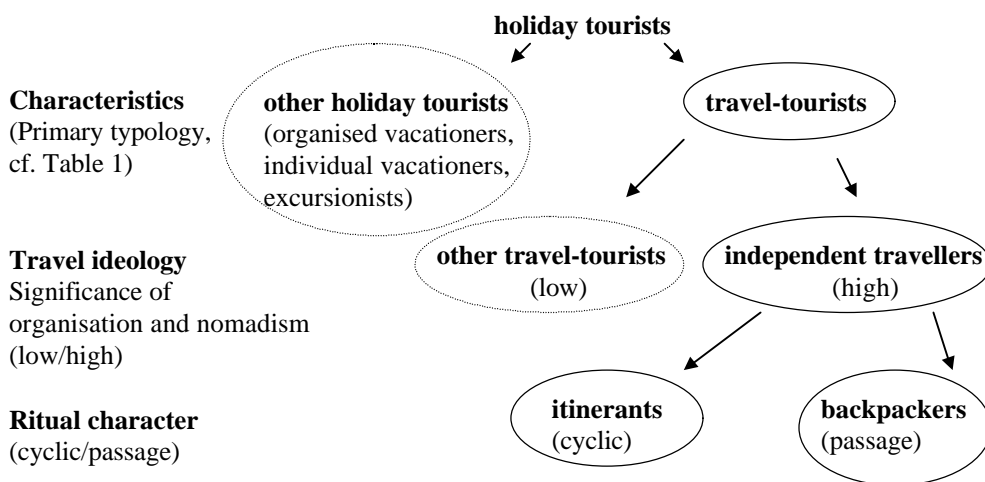 holiday tourists
Characteristics
(Primary typology,
cf. Table 1)
other holiday tourists
(organised vacationers,
individual vacationers,
excursionists)
travel-tourists
Travel ideology
Significance of
organisation and nomadism
(low/high)
other travel-tourists
(low)
independent travellers
(high)
Ritual character
(cyclic/passage)
itinerants
(cyclic)
backpackers
(passage)